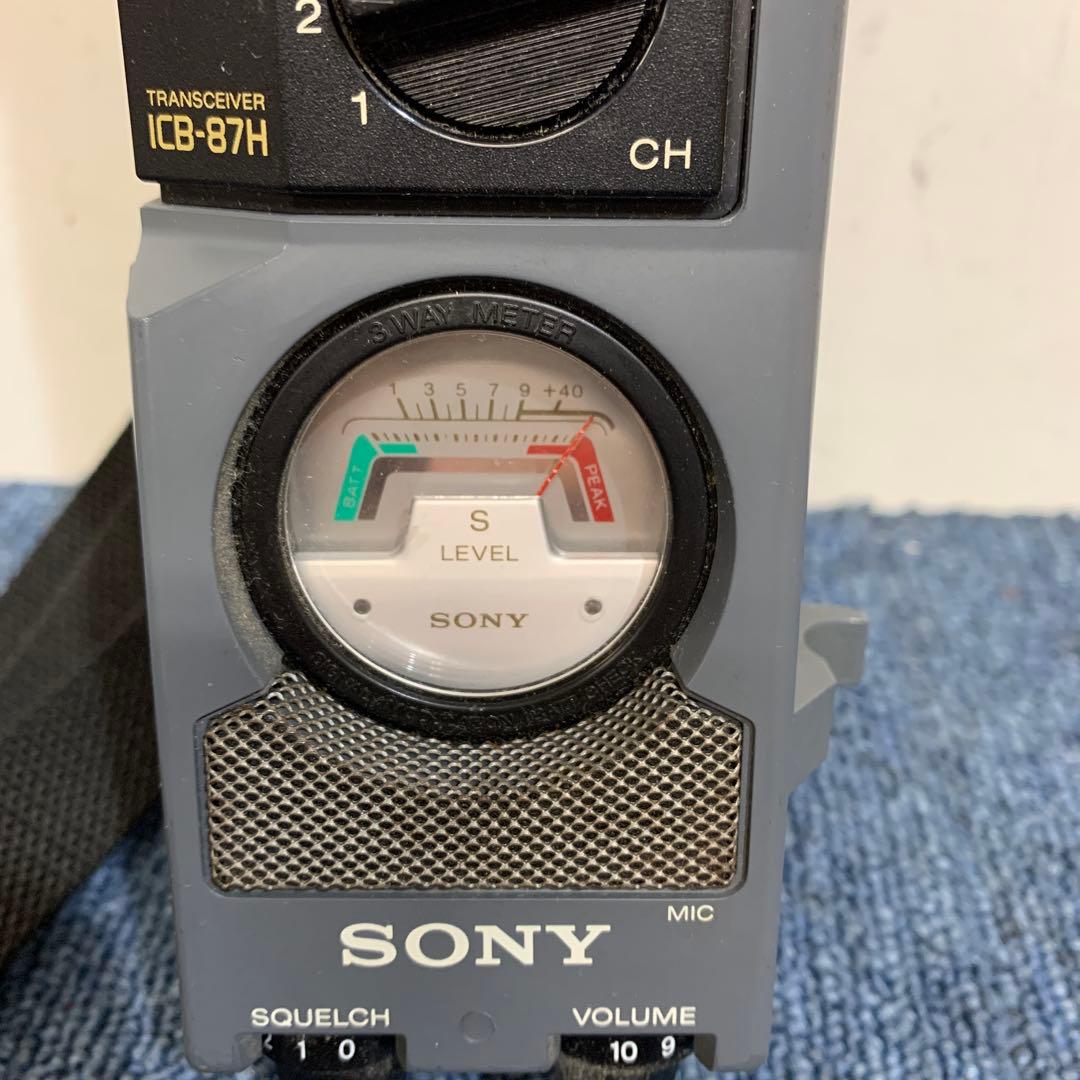 2
TRANSCEIVER
ICB-87H
1
CH
3 WAY METER
1 3 5 7 9 +40
BATT
PEAK
S
LEVEL
SONY
MIC
SONY
SQUELCH
VOLUME
1 0
10 9